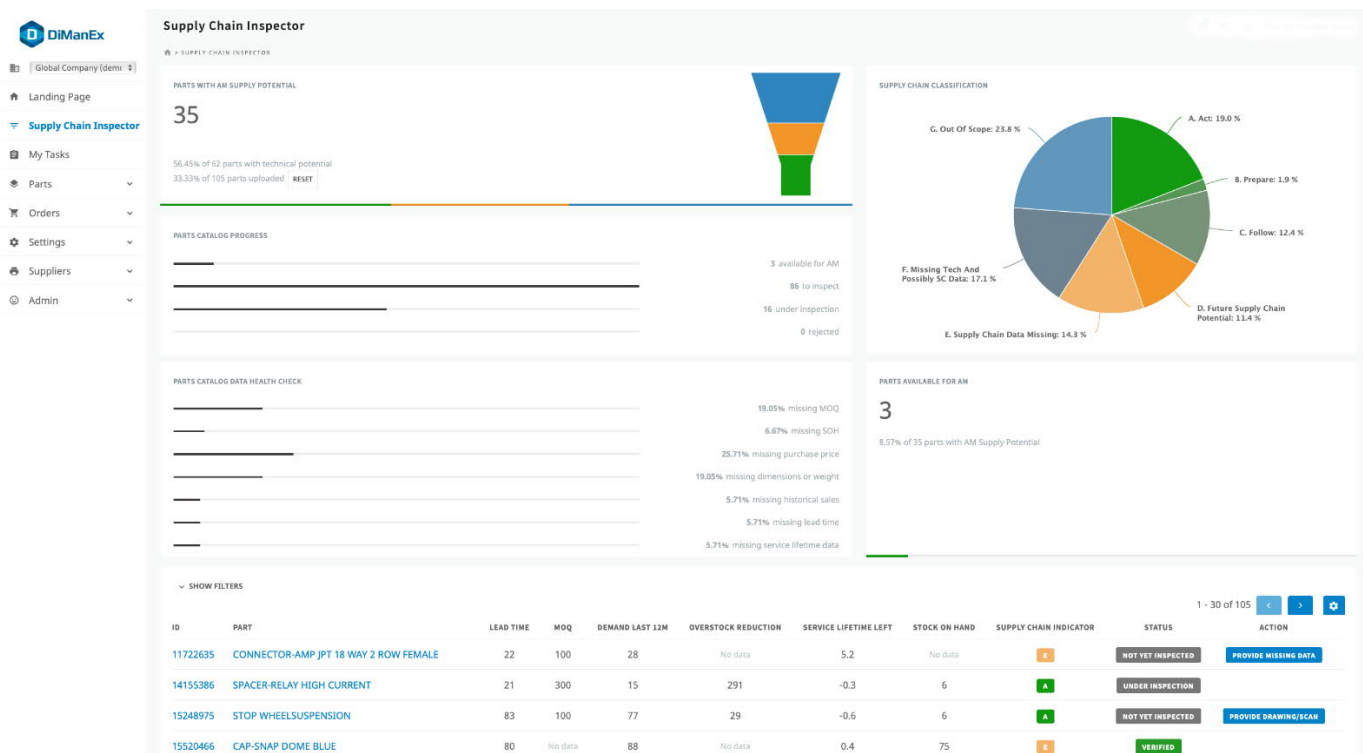 DiManEx
Global Company (demo
Landing Page
Supply Chain Inspector
My Tasks
Parts
Orders
Settings
Suppliers
Admin
Supply Chain Inspector
> SUPPLY CHAIN INSPECTOR
PARTS WITH AM SUPPLY POTENTIAL
35
56.45% of 62 parts with technical potential
33.33% of 105 parts uploaded RESET
SUPPLY CHAIN CLASSIFICATION
A. Act: 19.0 %
B. Prepare: 1.9 %
C. Follow: 12.4 %
D. Future Supply Chain
Potential: 11.4 %
E. Supply Chain Data Missing: 14.3 %
F. Missing Tech And
Possibly SC Data: 17.1 %
G. Out Of Scope: 23.8 %
PARTS CATALOG PROGRESS
3 available for AM
86 to inspect
16 under inspection
0 rejected
PARTS CATALOG DATA HEALTH CHECK
19.05% missing MOQ
6.67% missing SOH
25.71% missing purchase price
19.05% missing dimensions or weight
5.71% missing historical sales
5.71% missing lead time
5.71% missing service lifetime data
PARTS AVAILABLE FOR AM
3
8.57% of 35 parts with AM Supply Potential
SHOW FILTERS
1 - 30 of 105 < >
ID PART LEAD TIME MOQ DEMAND LAST 12M OVERSTOCK REDUCTION SERVICE LIFETIME LEFT STOCK ON HAND SUPPLY CHAIN INDICATOR STATUS ACTION
11722635 CONNECTOR-AMP JPT 18 WAY 2 ROW FEMALE 22 100 28 No data 5.2 No data E NOT YET INSPECTED PROVIDE MISSING DATA
14155386 SPACER-RELAY HIGH CURRENT 21 300 15 291 -0.3 6 A UNDER INSPECTION
15248975 STOP WHEELSUSPENSION 83 100 77 29 -0.6 6 A NOT YET INSPECTED PROVIDE DRAWING/SCAN
15520466 CAP-SNAP DOME BLUE 80 No data 88 No data 0.4 75 E VERIFIED